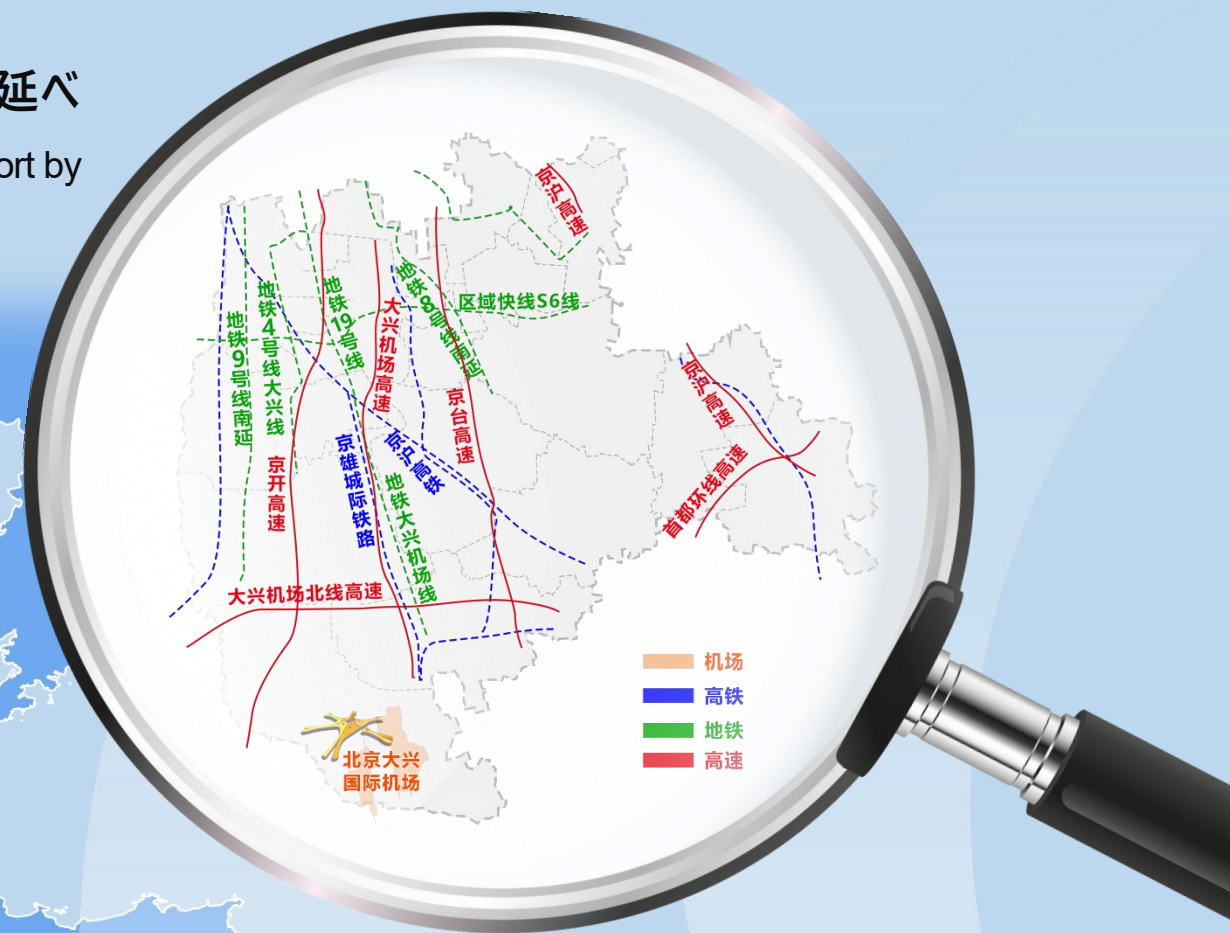 延べ
ort by
京沪高速
地铁9号线南延
地铁4号线大兴线
地铁19号线
大兴机场高速
地铁8号线南延
区域快线S6线
京开高速
京雄城际铁路
京沪高铁
地铁大兴机场线
京台高速
京沪高速
首都环线高速
大兴机场北线高速
北京大兴
国际机场
机场
高铁
地铁
高速